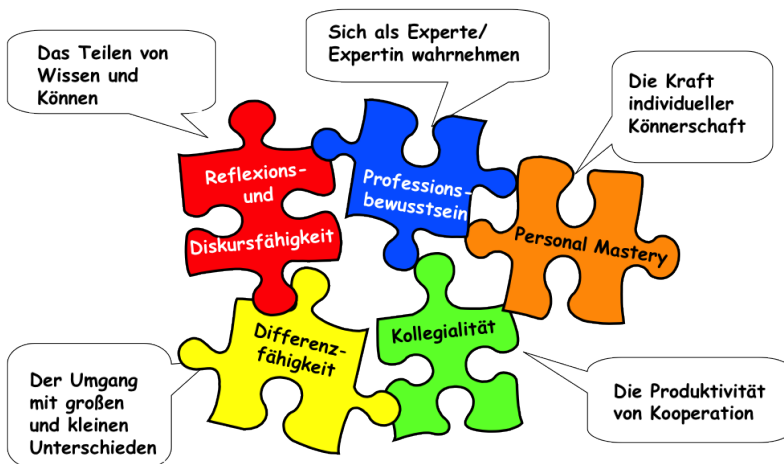 Das Teilen von
Wissen und
Können
Sich als Experte/
Expertin wahrnehmen
Die Kraft
individueller
Könnerschaft
Reflexions-
und
Diskursfähigkeit
Professions-
bewusstsein
Personal Mastery
Differenz-
fähigkeit
Kollegialität
Der Umgang
mit großen
und kleinen
Unterschieden
Die Produktivität
von Kooperation